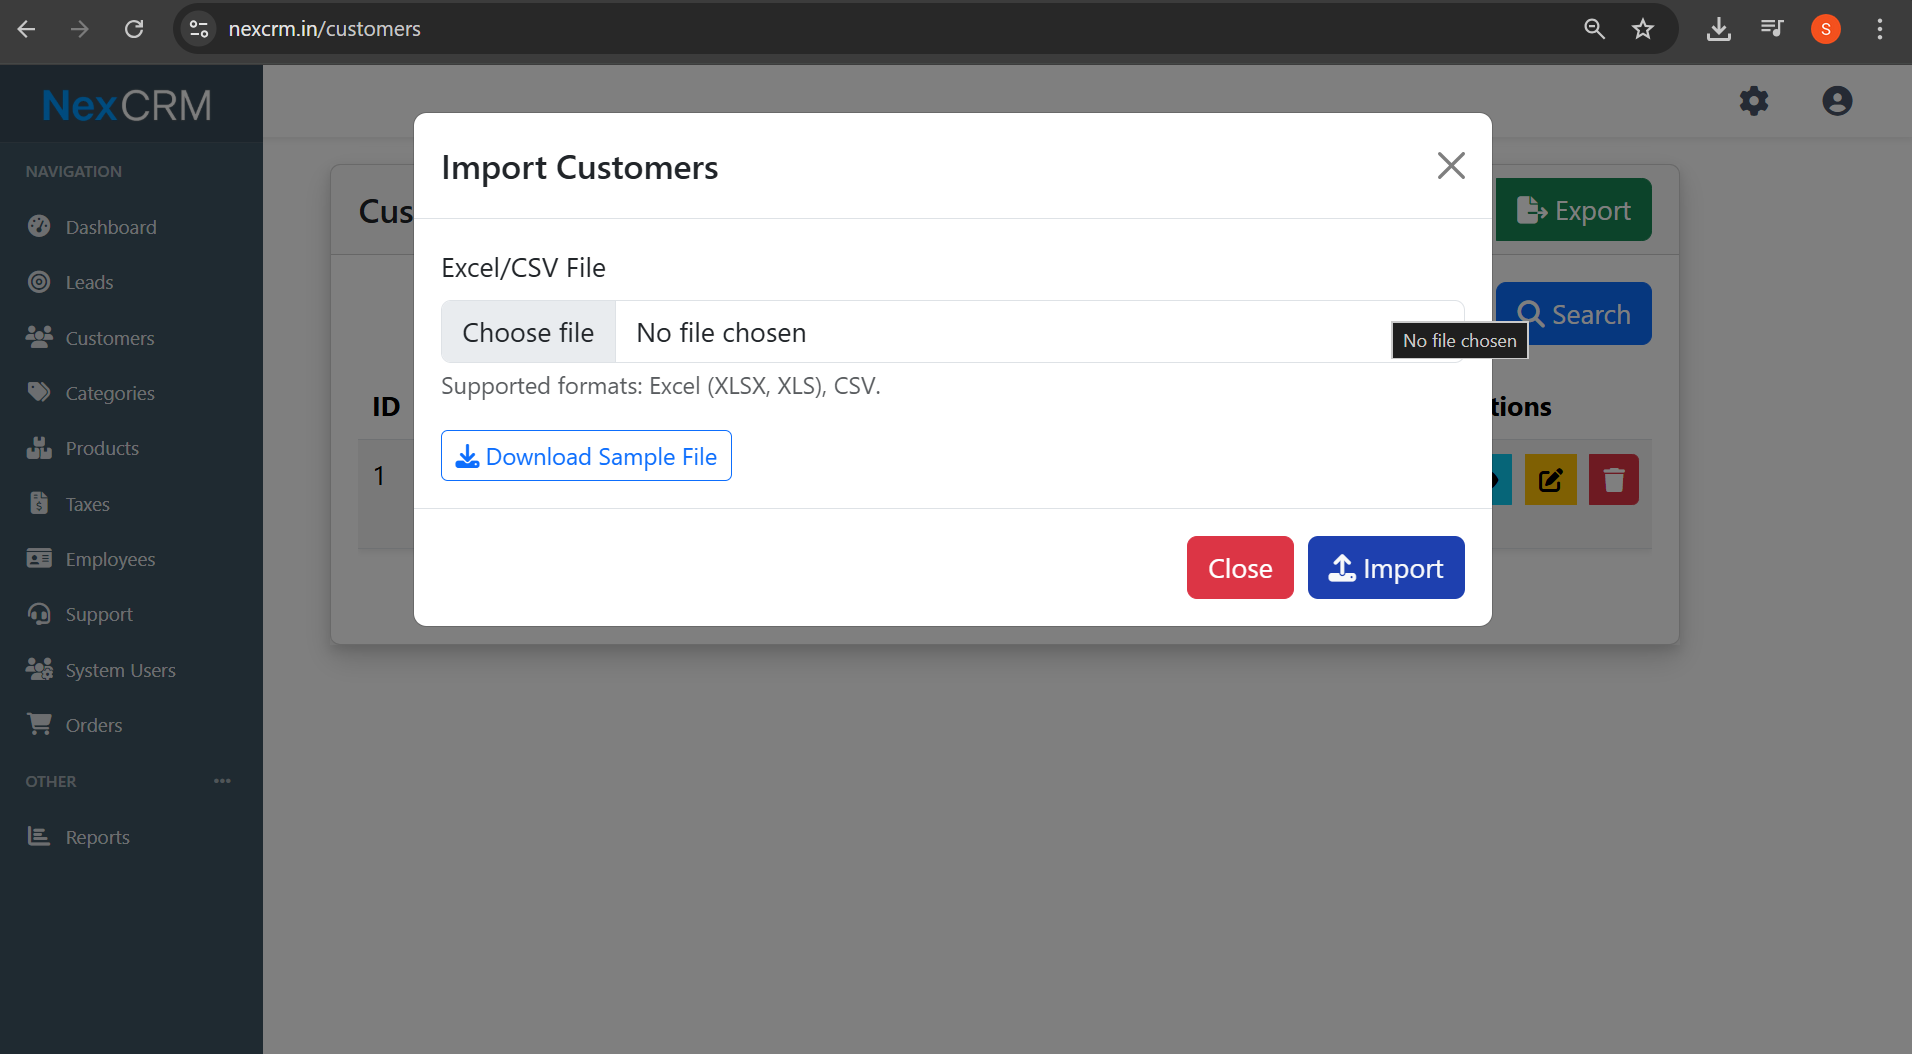 nexcrm.in/customers
S
NexCRM
NAVIGATION
Dashboard
Leads
Customers
Categories
Products
Taxes
Employees
Support
System Users
Orders
OTHER
Reports
Cus
Export
Search
ID
tions
1
Import Customers
Excel/CSV File
Choose file No file chosen
No file chosen
Supported formats: Excel (XLSX, XLS), CSV.
Download Sample File
Close Import